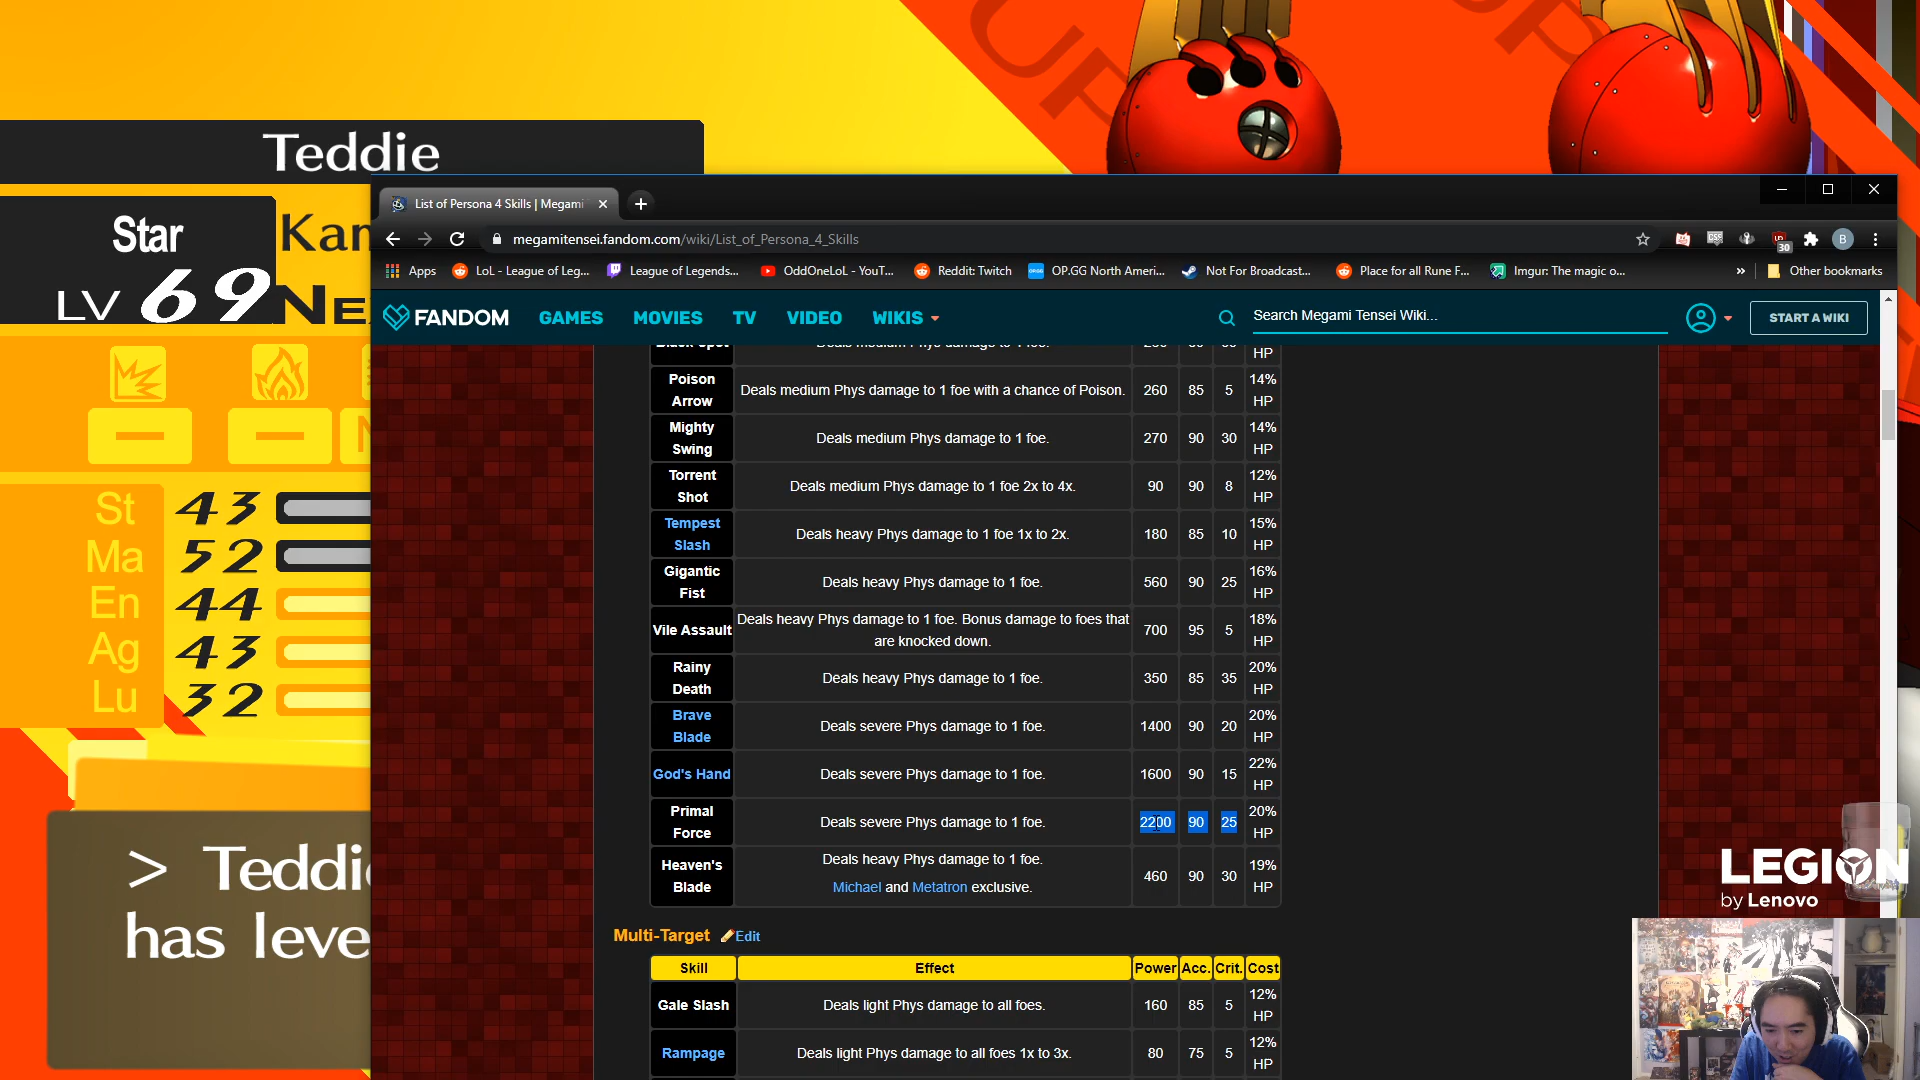 UP
UP
Teddie
Star
LV 69
St 43
Ma 52
En 44
Ag 43
Lu 32
> Teddi
has leve
List of Persona 4 Skills | Megami
megamitensei.fandom.com/wiki/List_of_Persona_4_Skills
30
B
Apps
LoL - League of Leg...
League of Legends...
OddOneLoL - YouT...
Reddit: Twitch
OP.GG North Ameri...
Not For Broadcast...
Place for all Rune F...
Imgur: The magic o...
»
Other bookmarks
FANDOM
GAMES
MOVIES
TV
VIDEO
WIKIS
Search Megami Tensei Wiki...
START A WIKI
HP
Poison Arrow Deals medium Phys damage to 1 foe with a chance of Poison. 260 85 5 14% HP
Mighty Swing Deals medium Phys damage to 1 foe. 270 90 30 14% HP
Torrent Shot Deals medium Phys damage to 1 foe 2x to 4x. 90 90 8 12% HP
Tempest Slash Deals heavy Phys damage to 1 foe 1x to 2x. 180 85 10 15% HP
Gigantic Fist Deals heavy Phys damage to 1 foe. 560 90 25 16% HP
Vile Assault Deals heavy Phys damage to 1 foe. Bonus damage to foes that are knocked down. 700 95 5 18% HP
Rainy Death Deals heavy Phys damage to 1 foe. 350 85 35 20% HP
Brave Blade Deals severe Phys damage to 1 foe. 1400 90 20 20% HP
God's Hand Deals severe Phys damage to 1 foe. 1600 90 15 22% HP
Primal Force Deals severe Phys damage to 1 foe. 2200 90 25 20% HP
Heaven's Blade Deals heavy Phys damage to 1 foe. Michael and Metatron exclusive. 460 90 30 19% HP
Multi-Target Edit
Skill Effect Power Acc. Crit. Cost
Gale Slash Deals light Phys damage to all foes. 160 85 5 12% HP
Rampage Deals light Phys damage to all foes 1x to 3x. 80 75 5 12% HP
LEGION
by Lenovo